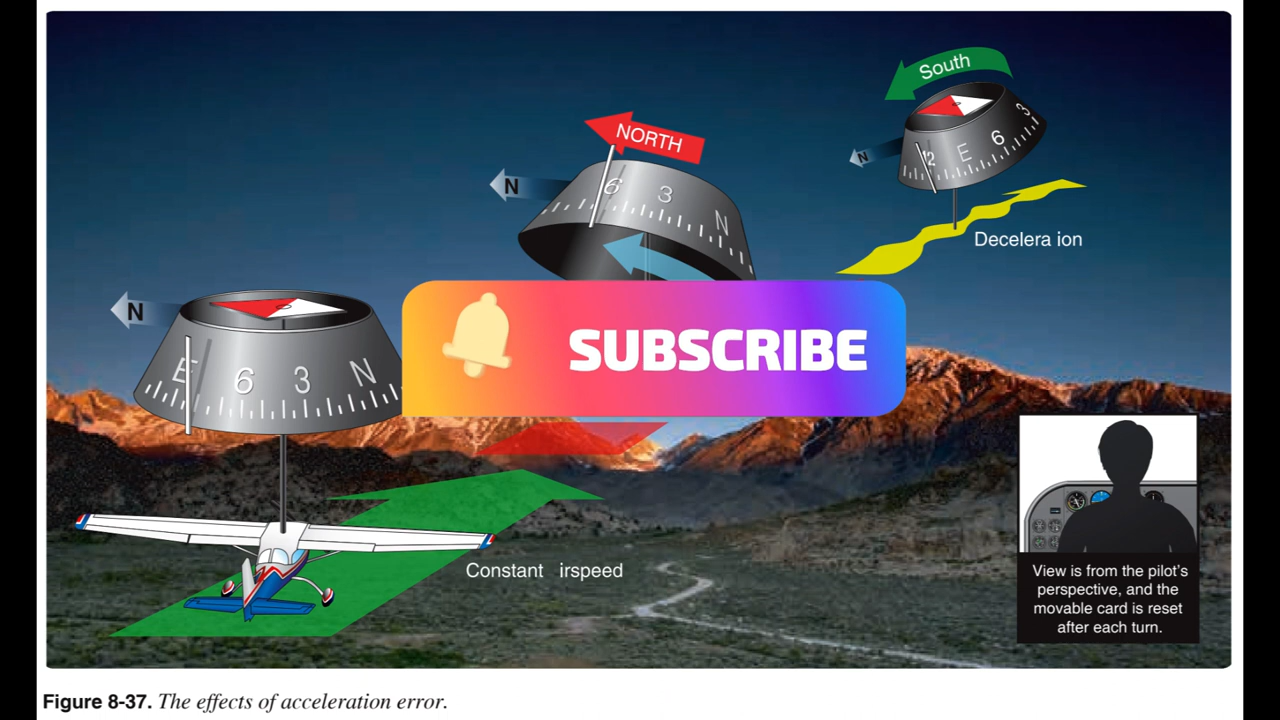 South
3
6
E
12
N
NORTH
N
6
3
N
Decelera ion
N
E
6
3
N
SUBSCRIBE
Constant irspeed
View is from the pilot’s
perspective, and the
movable card is reset
after each turn.
Figure 8-37. The effects of acceleration error.